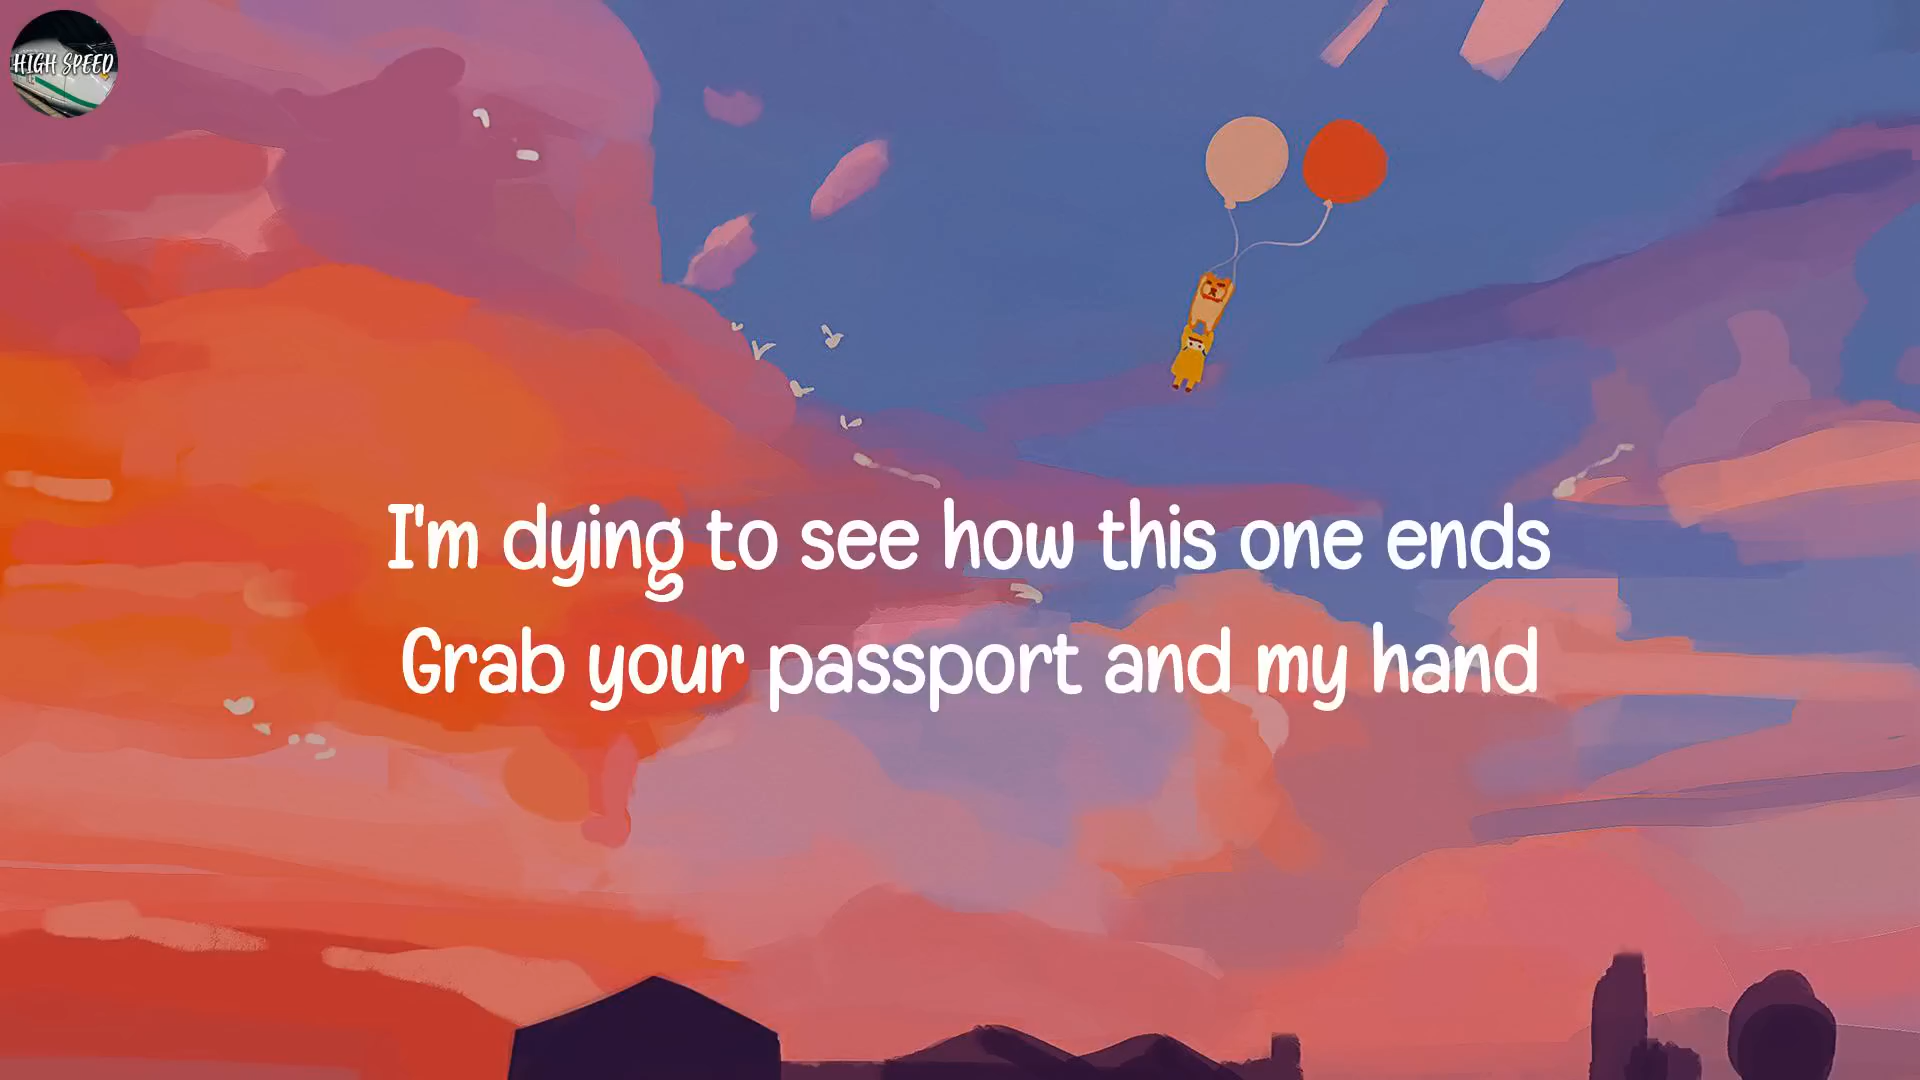 HIGH SPEED
I'm dying to see how this one ends
Grab your passport and my hand